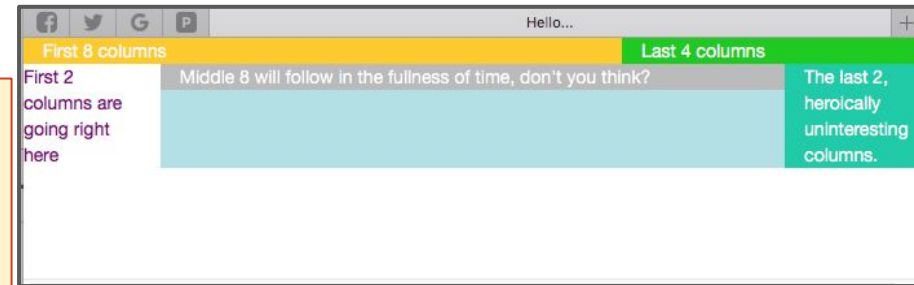 Hello...
First 8 columns
Last 4 columns
First 2
columns are
going right
here
Middle 8 will follow in the fullness of time, don't you think?
The last 2,
heroically
uninteresting
columns.